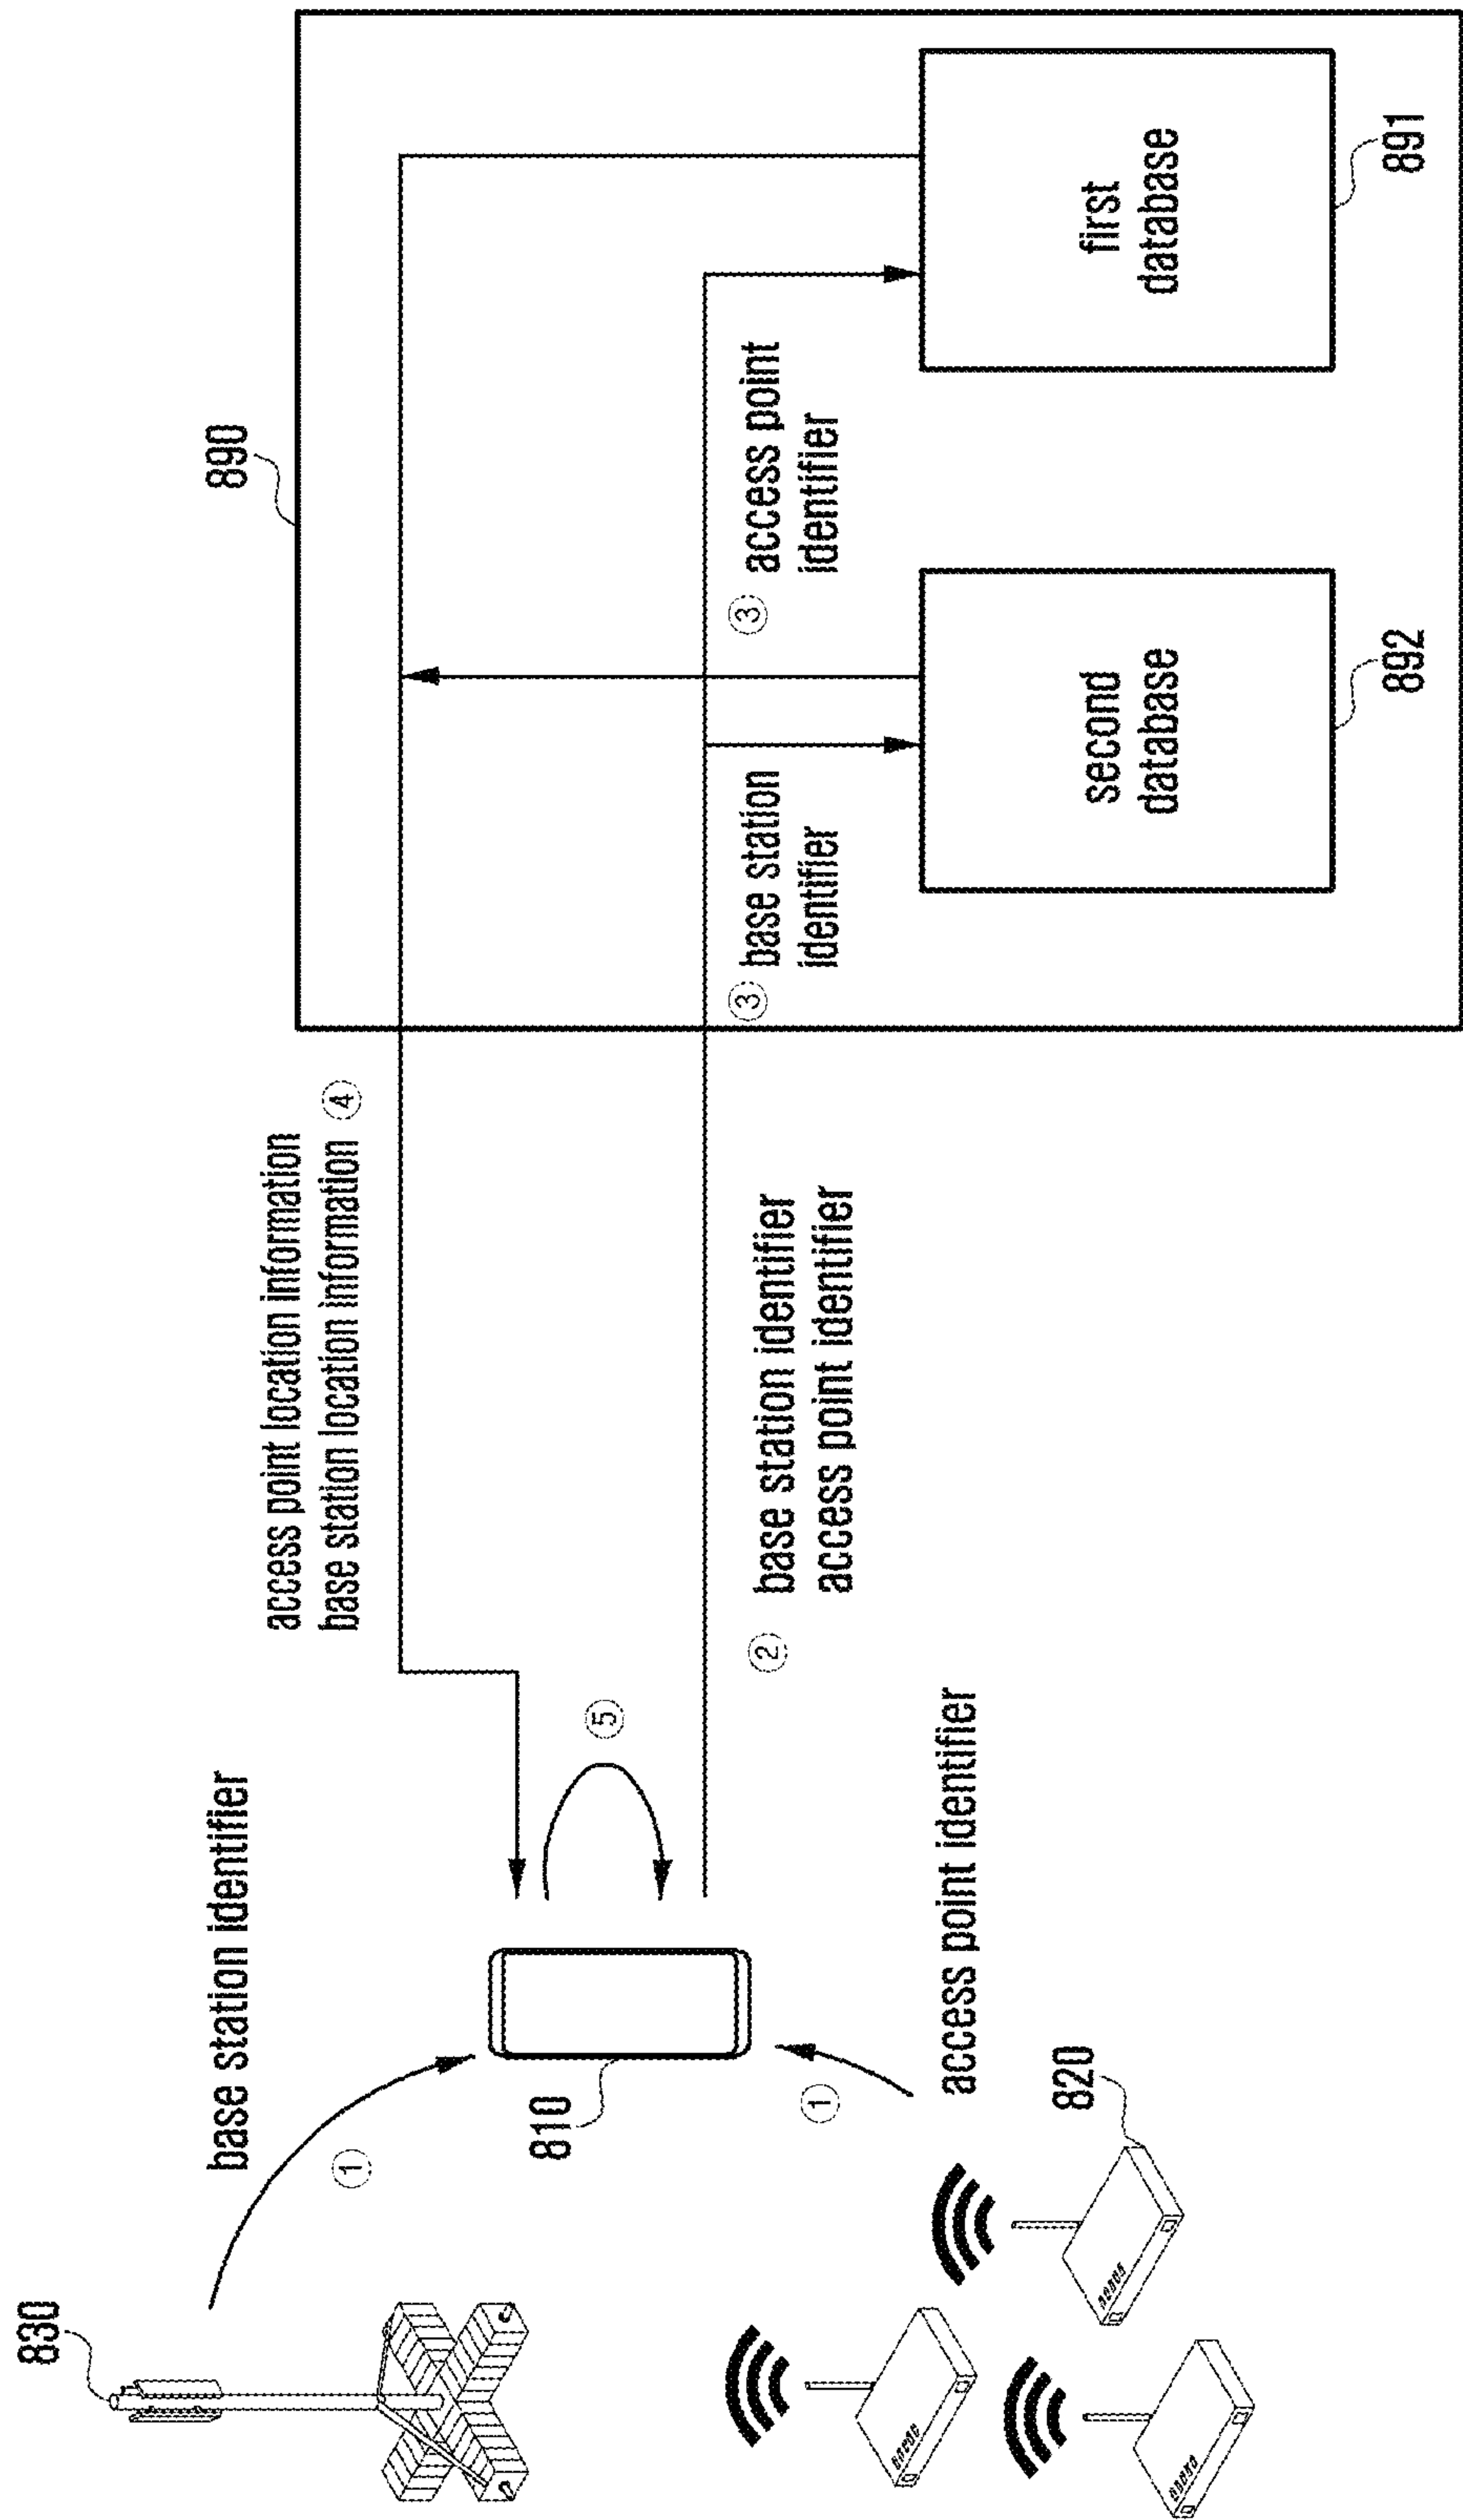 830
base station identifier
①
810
①
access point identifier
820
access point location information
base station location information ④
⑤
② base station identifier
access point identifier
890
③ base station
identifier
③ access point
identifier
second
database
892
first
database
891